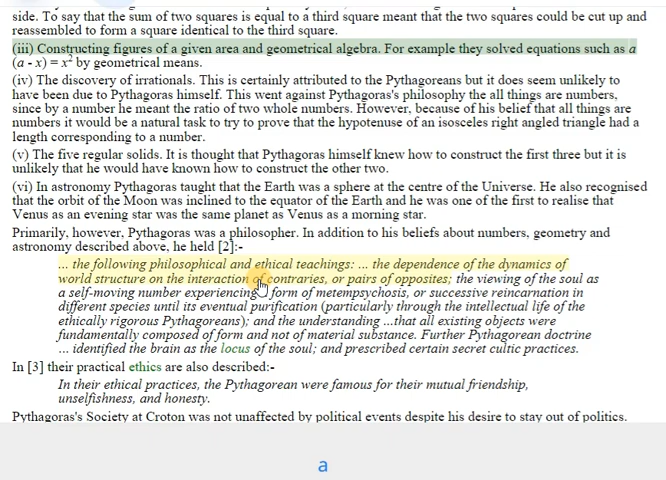 side. To say that the sum of two squares is equal to a third square meant that the two squares could be cut up and
reassembled to form a square identical to the third square.
(iii) Constructing figures of a given area and geometrical algebra. For example they solved equations such as a
(a - x) = x² by geometrical means.
(iv) The discovery of irrationals. This is certainly attributed to the Pythagoreans but it does seem unlikely to
have been due to Pythagoras himself. This went against Pythagoras's philosophy the all things are numbers,
since by a number he meant the ratio of two whole numbers. However, because of his belief that all things are
numbers it would be a natural task to try to prove that the hypotenuse of an isosceles right angled triangle had a
length corresponding to a number.
(v) The five regular solids. It is thought that Pythagoras himself knew how to construct the first three but it is
unlikely that he would have known how to construct the other two.
(vi) In astronomy Pythagoras taught that the Earth was a sphere at the centre of the Universe. He also recognised
that the orbit of the Moon was inclined to the equator of the Earth and he was one of the first to realise that
Venus as an evening star was the same planet as Venus as a morning star.
Primarily, however, Pythagoras was a philosopher. In addition to his beliefs about numbers, geometry and
astronomy described above, he held [2]:-
... the following philosophical and ethical teachings: ... the dependence of the dynamics of
world structure on the interaction of contraries, or pairs of opposites; the viewing of the soul as
a self-moving number experiencing form of metempsychosis, or successive reincarnation in
different species until its eventual purification (particularly through the intellectual life of the
ethically rigorous Pythagoreans); and the understanding ...that all existing objects were
fundamentally composed of form and not of material substance. Further Pythagorean doctrine
... identified the brain as the locus of the soul; and prescribed certain secret cultic practices.
In [3] their practical ethics are also described:-
In their ethical practices, the Pythagorean were famous for their mutual friendship,
unselfishness, and honesty.
Pythagoras's Society at Croton was not unaffected by political events despite his desire to stay out of politics.
a